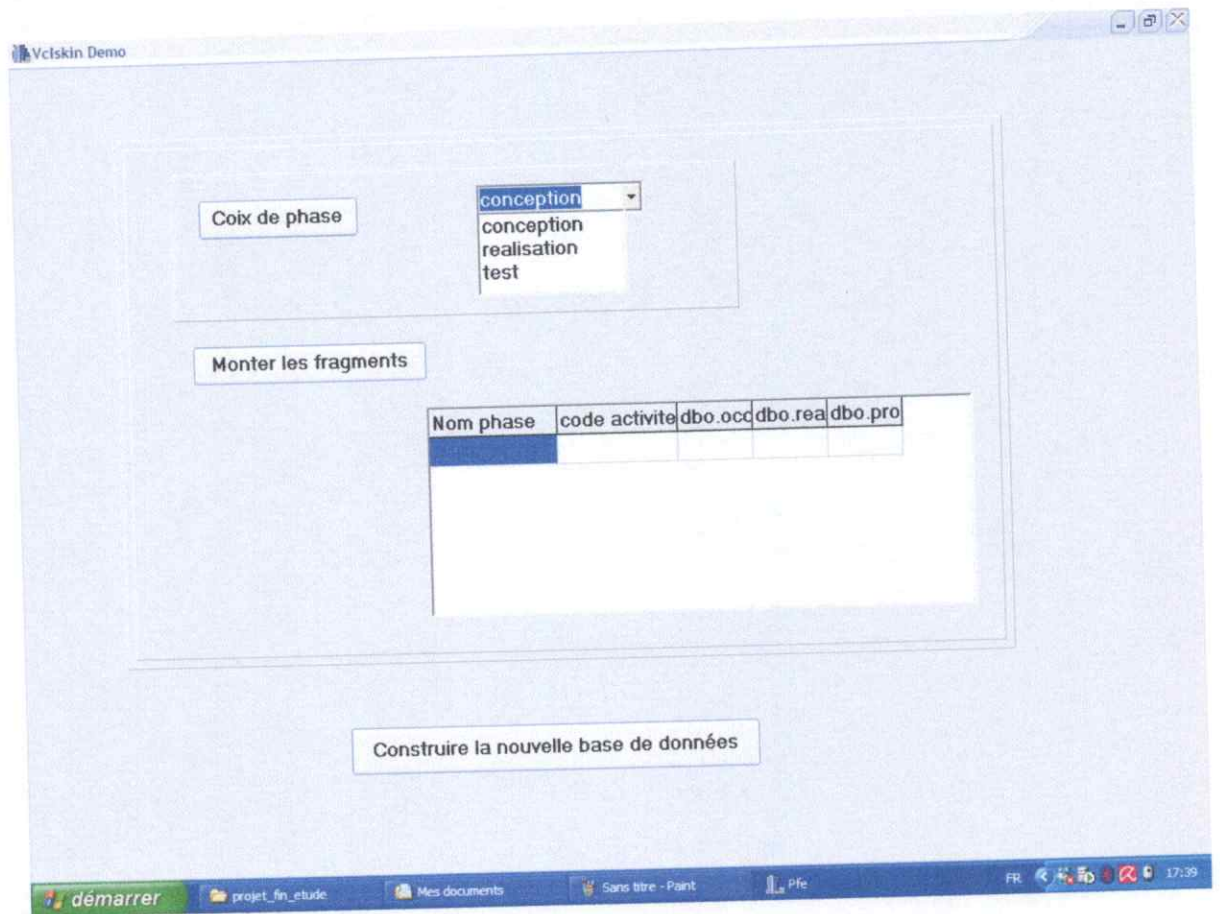 Vclskin Demo
Coix de phase
conception
conception
realisation
test
Monter les fragments
Nom phase code activite dbo.occ dbo.rea dbo.pro
Construire la nouvelle base de données
démarrer projet_fin_etude Mes documents Sans titre - Paint Pfe FR 17:39